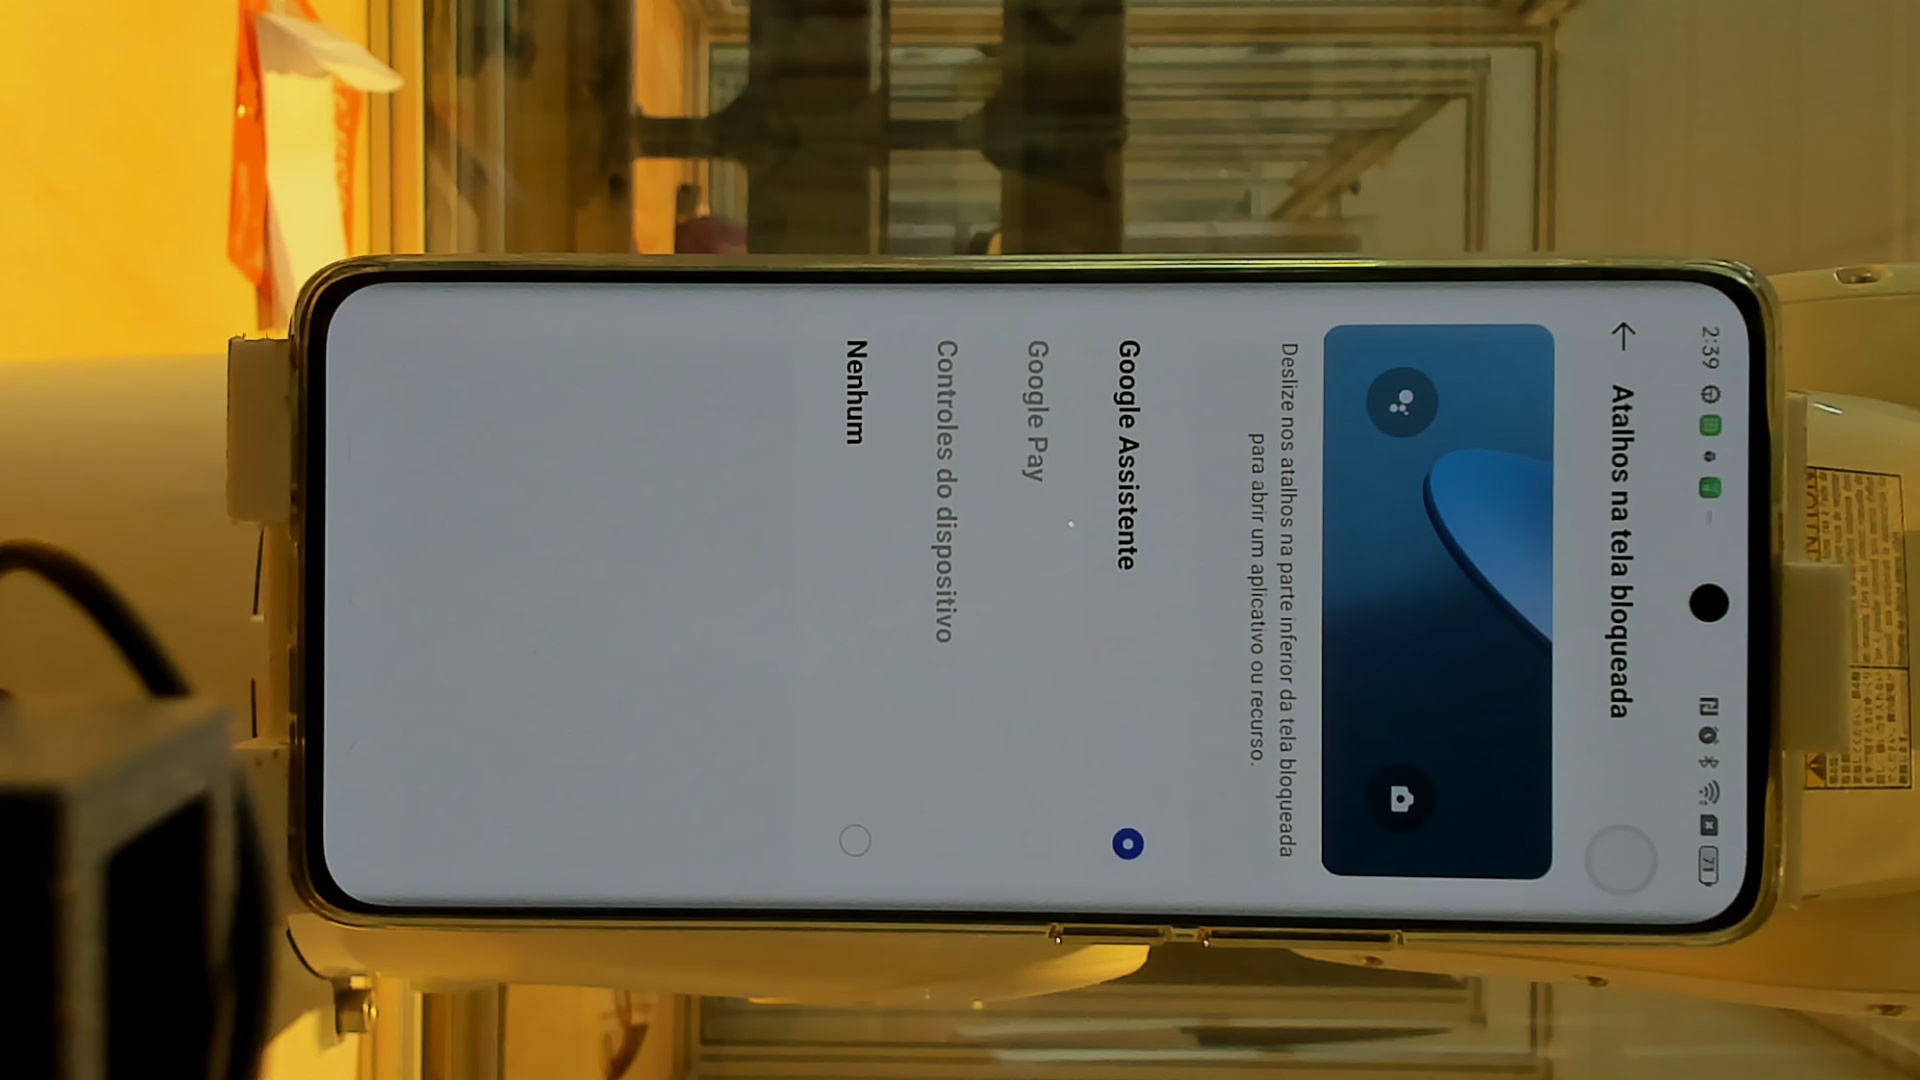 2:39
71
Atalhos na tela bloqueada
Deslize nos atalhos na parte inferior da tela bloqueada
para abrir um aplicativo ou recurso.
Google Assistente
Google Pay
Controles do dispositivo
Nenhum